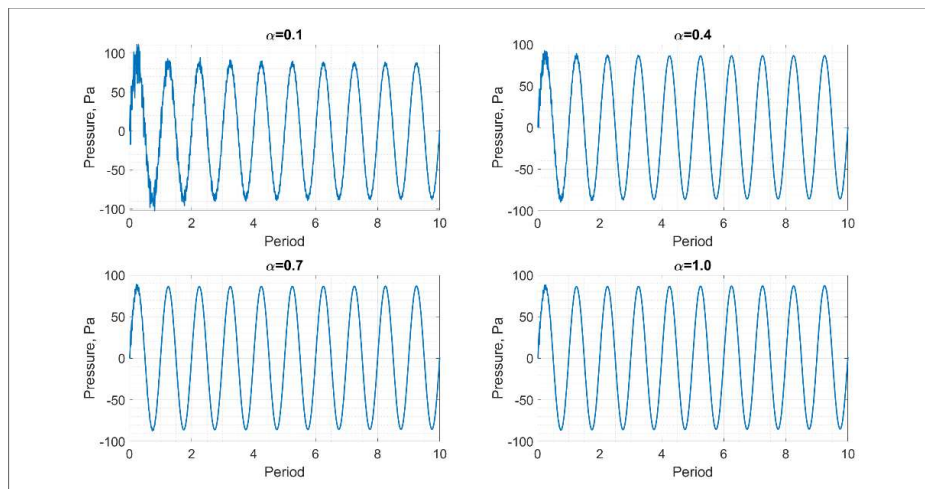 α=0.1
100
50
0
-50
-100
Pressure, Pa
0 2 4 6 8 10
Period
α=0.4
100
50
0
-50
-100
Pressure, Pa
0 2 4 6 8 10
Period
α=0.7
100
50
0
-50
-100
Pressure, Pa
0 2 4 6 8 10
Period
α=1.0
100
50
0
-50
-100
Pressure, Pa
0 2 4 6 8 10
Period